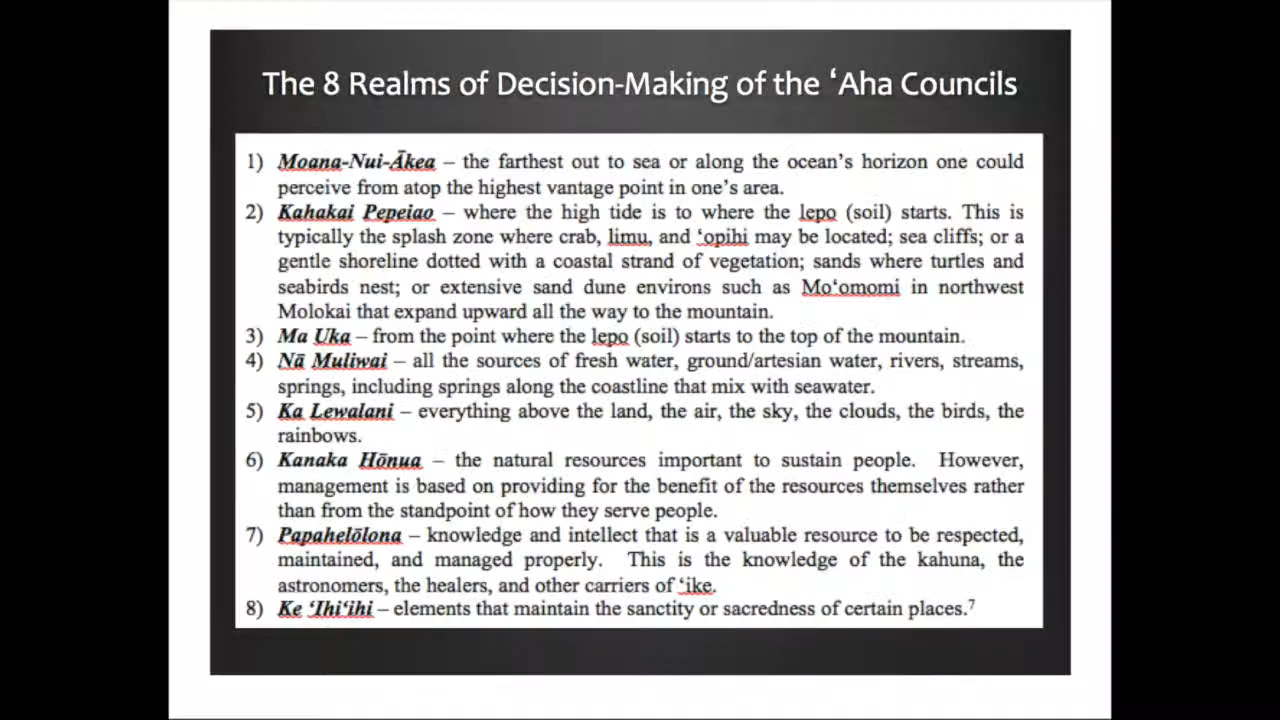 The 8 Realms of Decision-Making of the ʻAha Councils
1) Moana-Nui-Ākea – the farthest out to sea or along the ocean's horizon one could
perceive from atop the highest vantage point in one's area.
2) Kahakai Pepeiao – where the high tide is to where the lepo (soil) starts. This is
typically the splash zone where crab, limu, and ʻopihi may be located; sea cliffs; or a
gentle shoreline dotted with a coastal strand of vegetation; sands where turtles and
seabirds nest; or extensive sand dune environs such as Moʻomomi in northwest
Molokai that expand upward all the way to the mountain.
3) Ma Uka – from the point where the lepo (soil) starts to the top of the mountain.
4) Nā Muliwai – all the sources of fresh water, ground/artesian water, rivers, streams,
springs, including springs along the coastline that mix with seawater.
5) Ka Lewalani – everything above the land, the air, the sky, the clouds, the birds, the
rainbows.
6) Kanaka Hōnua – the natural resources important to sustain people. However,
management is based on providing for the benefit of the resources themselves rather
than from the standpoint of how they serve people.
7) Papahelōlona – knowledge and intellect that is a valuable resource to be respected,
maintained, and managed properly. This is the knowledge of the kahuna, the
astronomers, the healers, and other carriers of ʻike.
8) Ke ʻIhiʻihi – elements that maintain the sanctity or sacredness of certain places.⁷